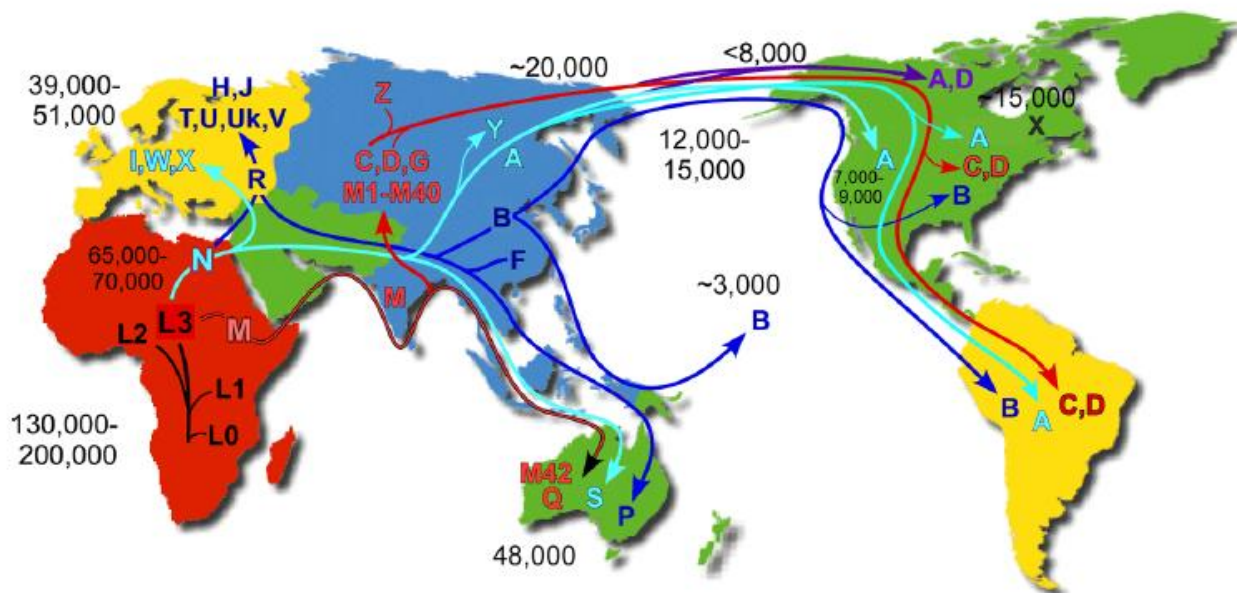 39,000-
51,000
H,J
T,U,Uk,V
I,W,X
R
~20,000
<8,000
Z
Y
A
C,D,G
M1-M40
A,D
~15,000
X
12,000-
15,000
A
A
C,D
7,000-
9,000
B
B
F
65,000-
70,000
N
M
L3
L2
M
L1
L0
130,000-
200,000
~3,000
B
B
A
C,D
M42
Q
S
P
48,000